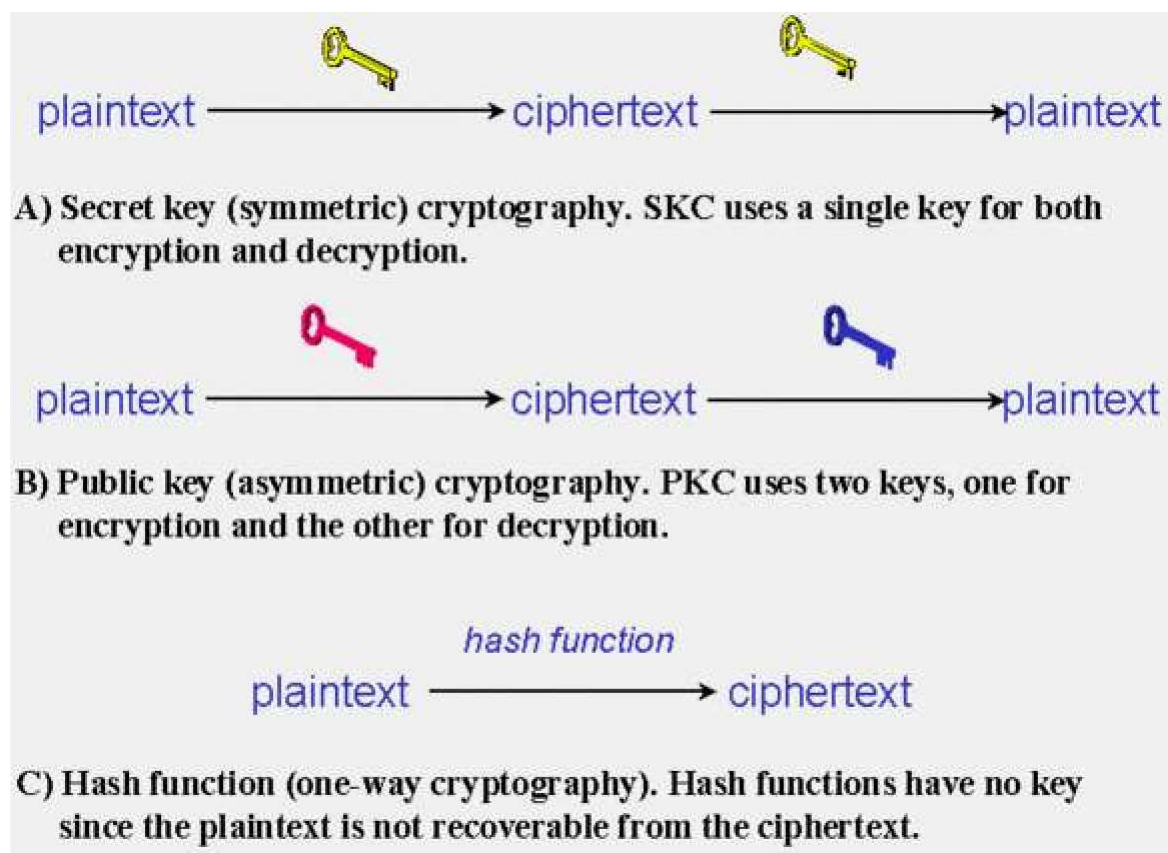 plaintext ciphertext plaintext
A) Secret key (symmetric) cryptography. SKC uses a single key for both
encryption and decryption.
plaintext ciphertext plaintext
B) Public key (asymmetric) cryptography. PKC uses two keys, one for
encryption and the other for decryption.
hash function
plaintext ciphertext
C) Hash function (one-way cryptography). Hash functions have no key
since the plaintext is not recoverable from the ciphertext.